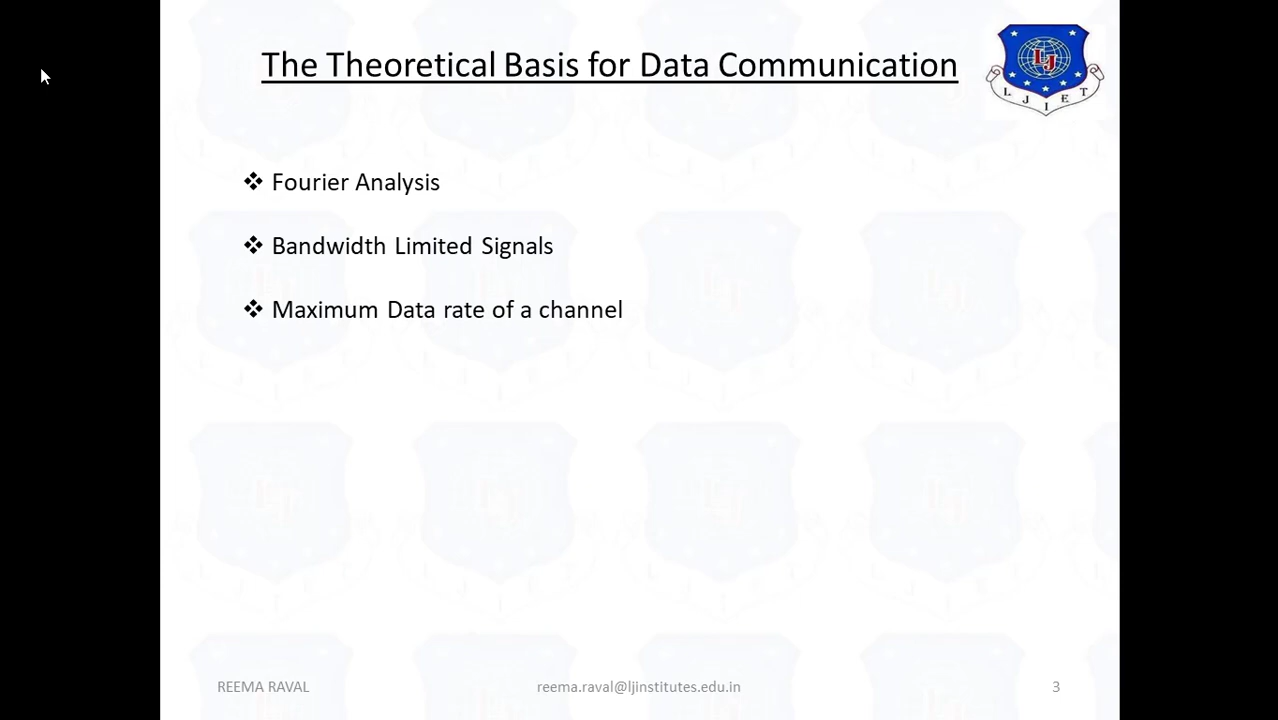 The Theoretical Basis for Data Communication
LJ
L J I E T
❖ Fourier Analysis
❖ Bandwidth Limited Signals
❖ Maximum Data rate of a channel
REEMA RAVAL
reema.raval@ljinstitutes.edu.in
3